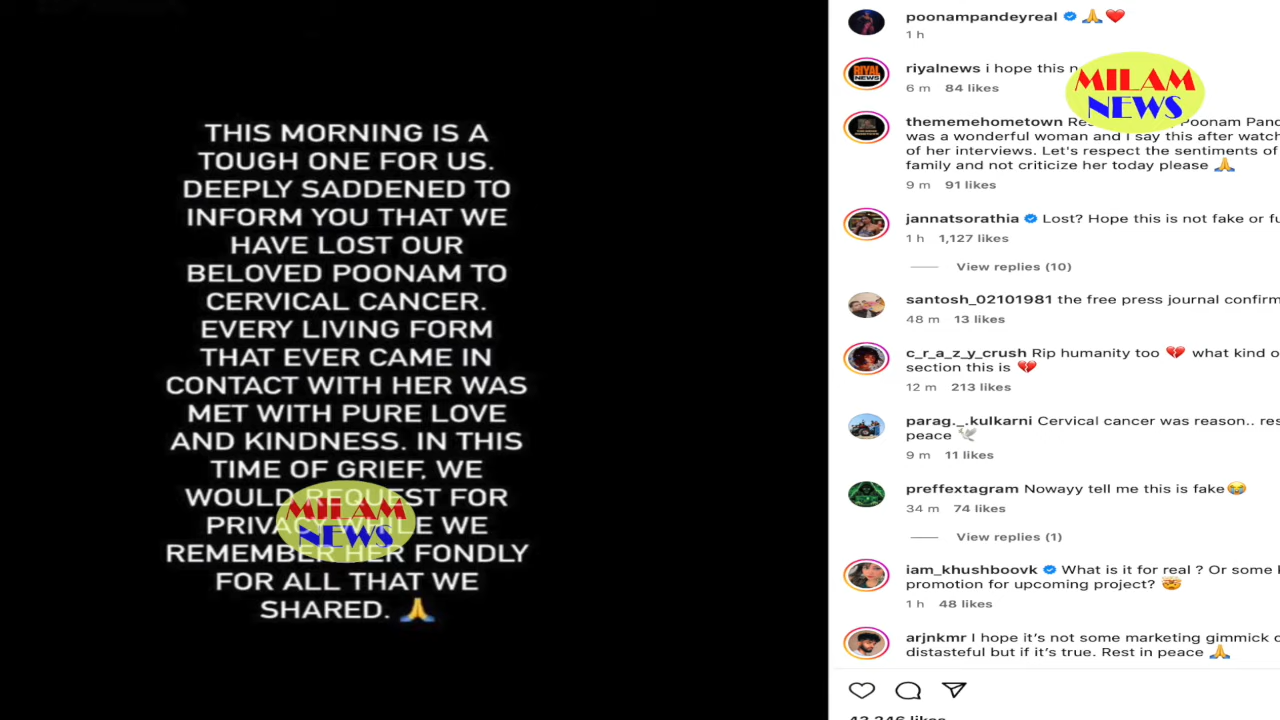 THIS MORNING IS A
TOUGH ONE FOR US.
DEEPLY SADDENED TO
INFORM YOU THAT WE
HAVE LOST OUR
BELOVED POONAM TO
CERVICAL CANCER.
EVERY LIVING FORM
THAT EVER CAME IN
CONTACT WITH HER WAS
MET WITH PURE LOVE
AND KINDNESS. IN THIS
TIME OF GRIEF, WE
WOULD REQUEST FOR
PRIVACY WHILE WE
REMEMBER HER FONDLY
FOR ALL THAT WE
SHARED. 🙏
MILAM
NEWS
poonampandeyreal 🙏❤️
1 h
riyalnews i hope this
6 m 84 likes
MILAM
NEWS
RIYAL
NEWS
thememehometown Poonam
was a wonderful woman and I say this after
of her interviews. Let's respect the sentiments of
family and not criticize her today please 🙏
9 m 91 likes
jannatsorathia Lost? Hope this is not fake or
1 h 1,127 likes
View replies (10)
santosh_02101981 the free press journal
48 m 13 likes
c_r_a_z_y_crush Rip humanity too 💔 what kind
section this is 💔
12 m 213 likes
parag._.kulkarni Cervical cancer was reason..
peace 🕊️
9 m 11 likes
preffextagram Nowayy tell me this is fake😭
34 m 74 likes
View replies (1)
iam_khushboovk What is it for real ? Or some
promotion for upcoming project? 🤯
1 h 48 likes
arjnkmr I hope it's not some marketing gimmick
distasteful but if it's true. Rest in peace 🙏